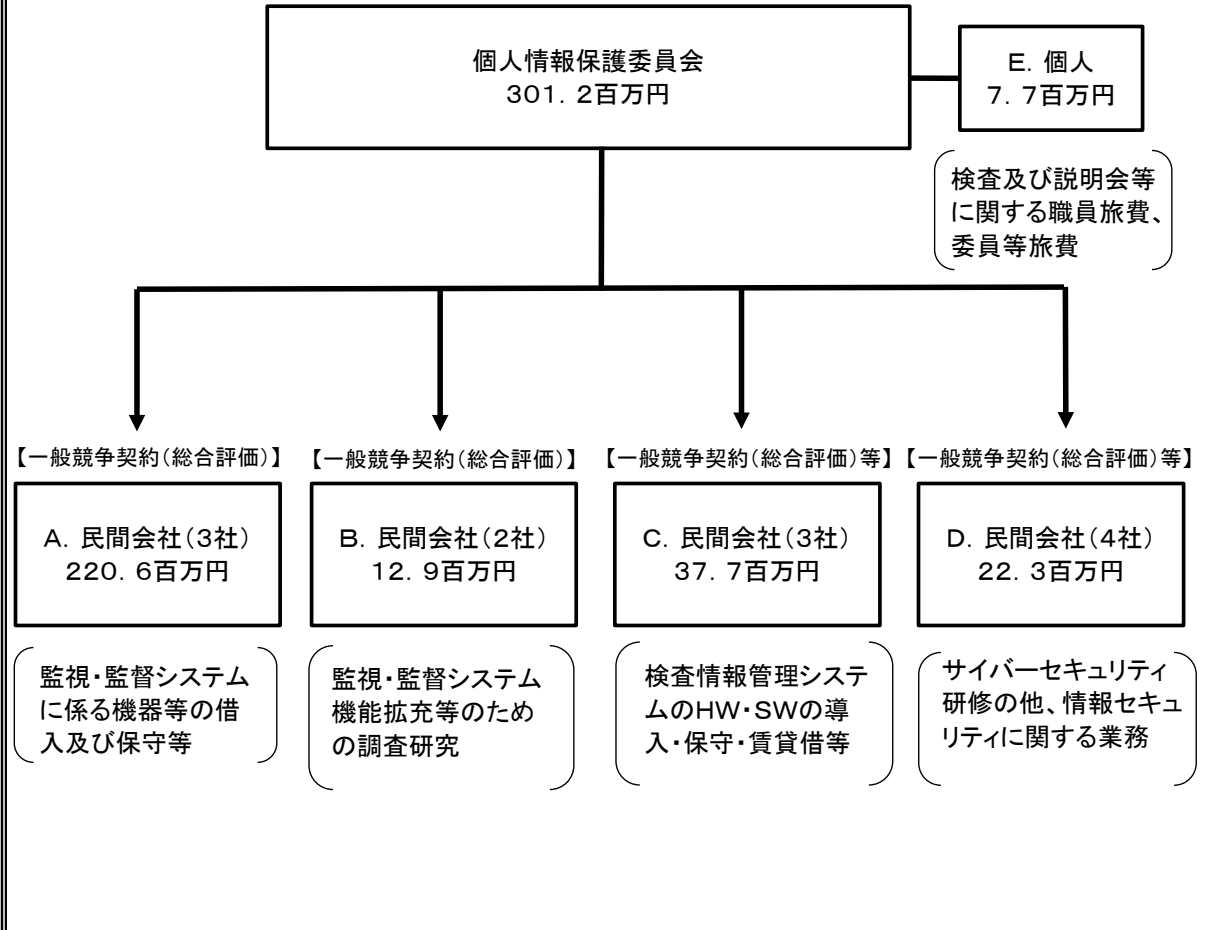 個人情報保護委員会
301．2百万円
E．個人
7．7百万円
検査及び説明会等
に関する職員旅費、
委員等旅費
【一般競争契約（総合評価）】
A．民間会社（3社）
220．6百万円
監視・監督システム
に係る機器等の借
入及び保守等
【一般競争契約（総合評価）】
B．民間会社（2社）
12．9百万円
監視・監督システム
機能拡充等のため
の調査研究
【一般競争契約（総合評価）等】
C．民間会社（3社）
37．7百万円
検査情報管理システ
ムのHW・SWの導
入・保守・賃貸借等
【一般競争契約（総合評価）等】
D．民間会社（4社）
22．3百万円
サイバーセキュリティ
研修の他、情報セキュ
リティに関する業務